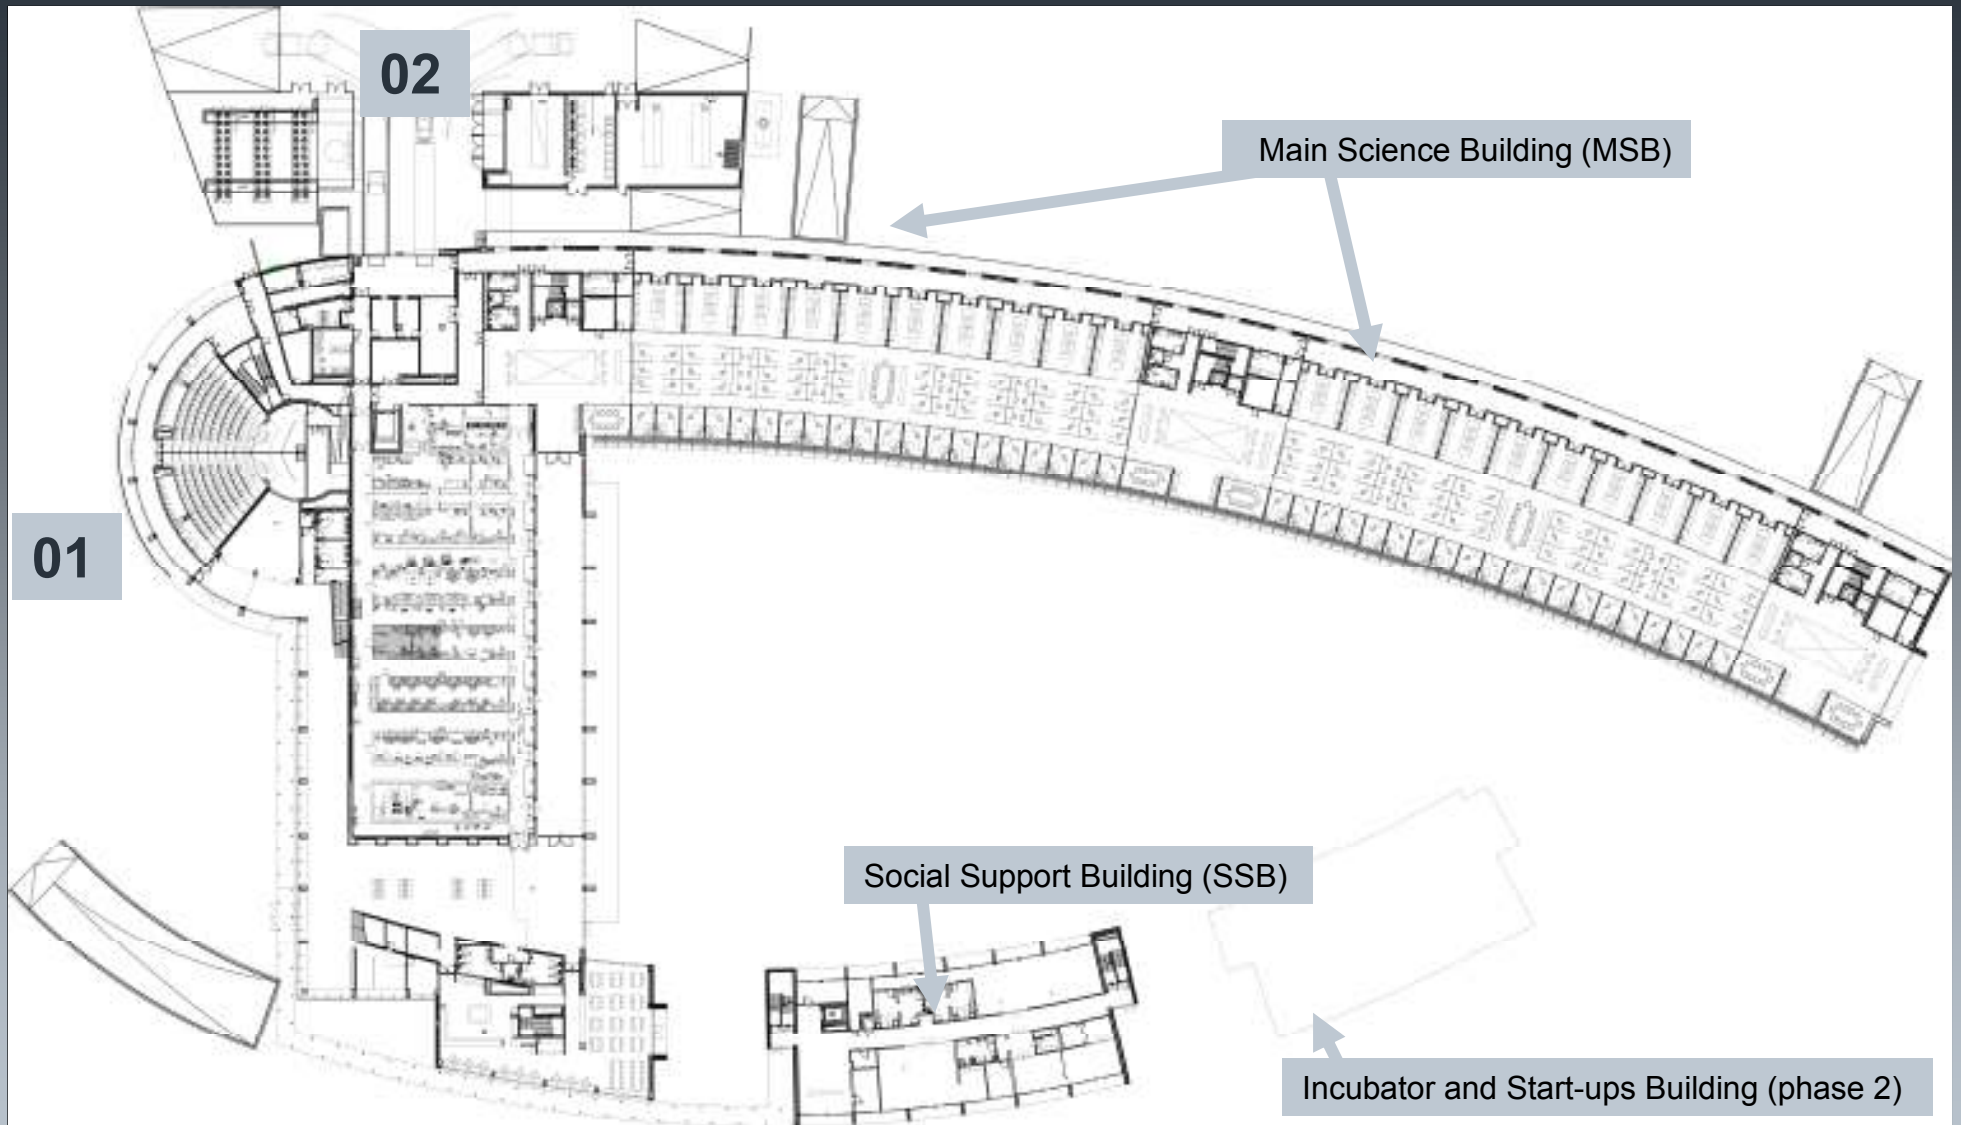 02
Main Science Building (MSB)
01
Social Support Building (SSB)
Incubator and Start-ups Building (phase 2)